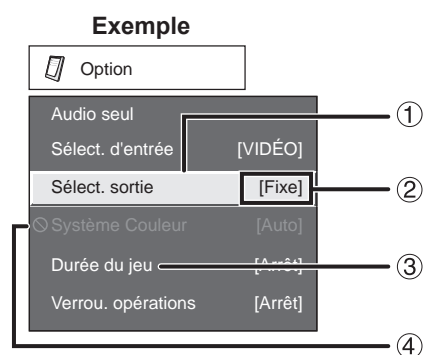 Exemple
Option
Audio seul
①
Sélect. d'entrée [VIDÉO]
Sélect. sortie [Fixe] ②
Système Couleur [Auto]
Durée du jeu [Arrêt] ③
Verrou. opérations [Arrêt]
④